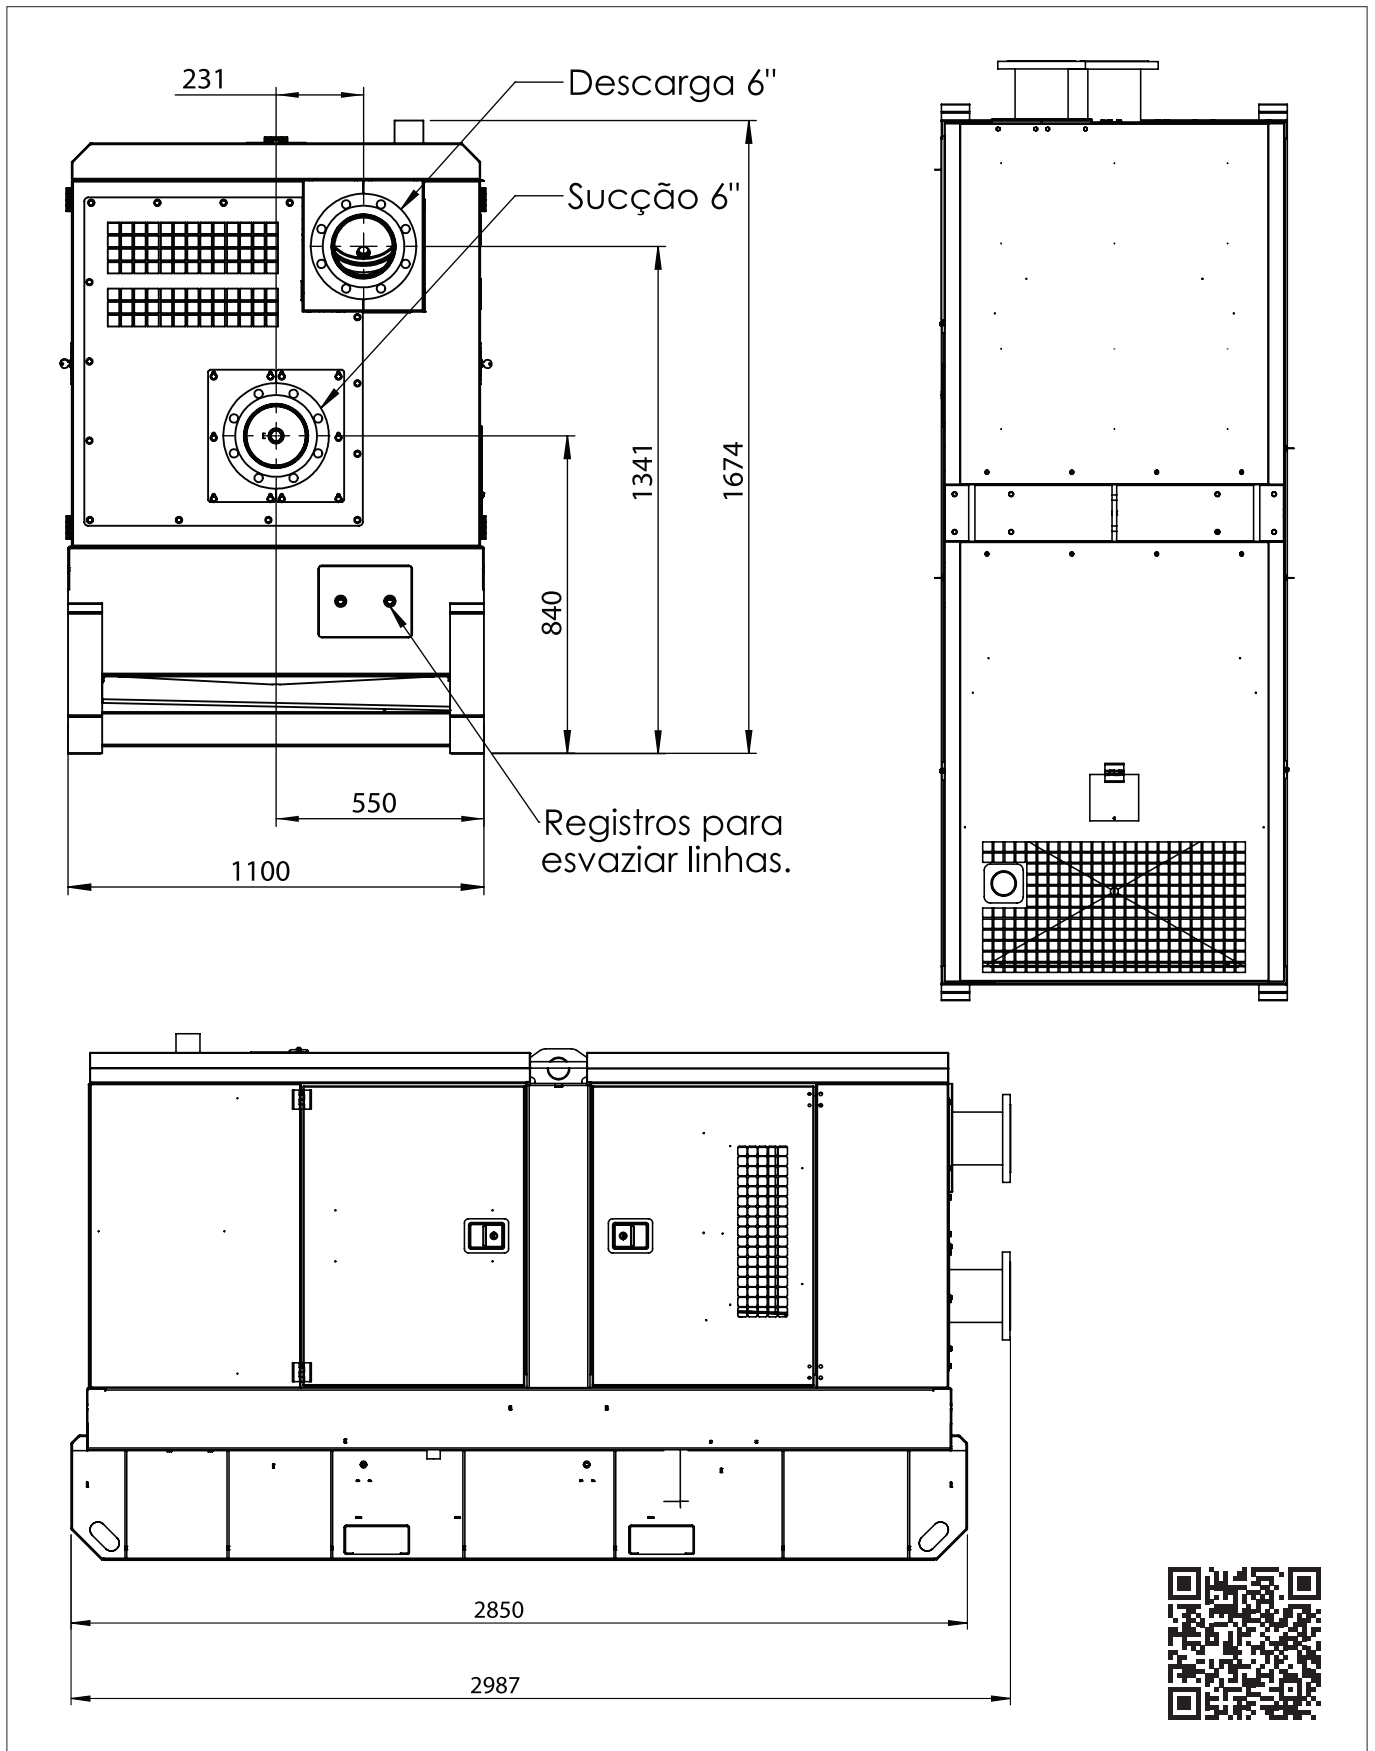 231
Descarga 6"
Sucção 6"
1341
1674
840
550
Registros para
esvaziar linhas.
1100
2850
2987